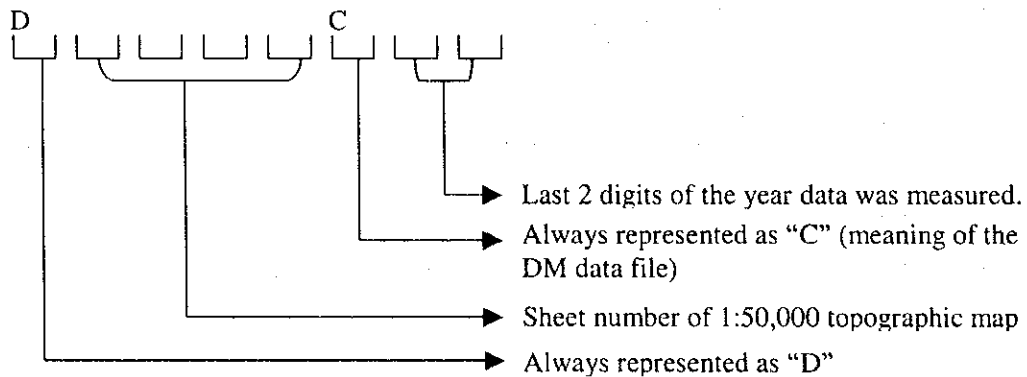 D C
Last 2 digits of the year data was measured.
Always represented as “C” (meaning of the
DM data file)
Sheet number of 1:50,000 topographic map
Always represented as “D”